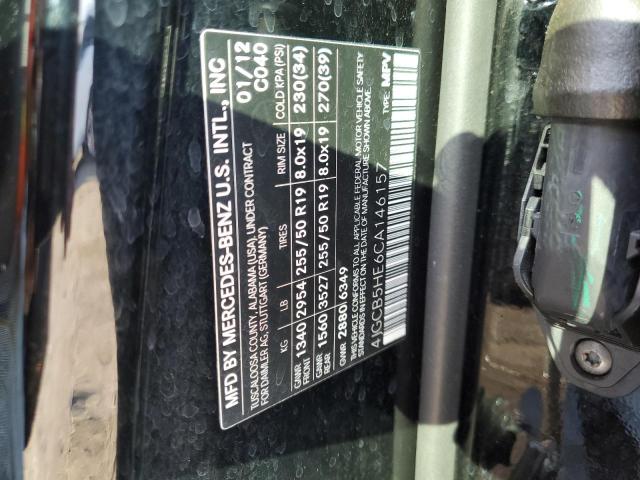 MFD BY MERCEDES-BENZ U.S. INTL., INC
TUSCALOOSA COUNTY, ALABAMA (USA), UNDER CONTRACT
FOR DAIMLER AG, STUTTGART (GERMANY)
01/12
C040
KG LB TIRES RIM SIZE COLD KPA (PSI)
GAWR FRONT 1340 2954 255/50 R19 8.0x19 230(34)
GAWR REAR 1560 3527 255/50 R19 8.0x19 270(39)
GVWR 2880 6349
THIS VEHICLE CONFORMS TO ALL APPLICABLE FEDERAL MOTOR VEHICLE SAFETY
STANDARDS IN EFFECT ON THE DATE OF MANUFACTURE SHOWN ABOVE.
4JGCB5HE6CA146157 TYPE: MPV